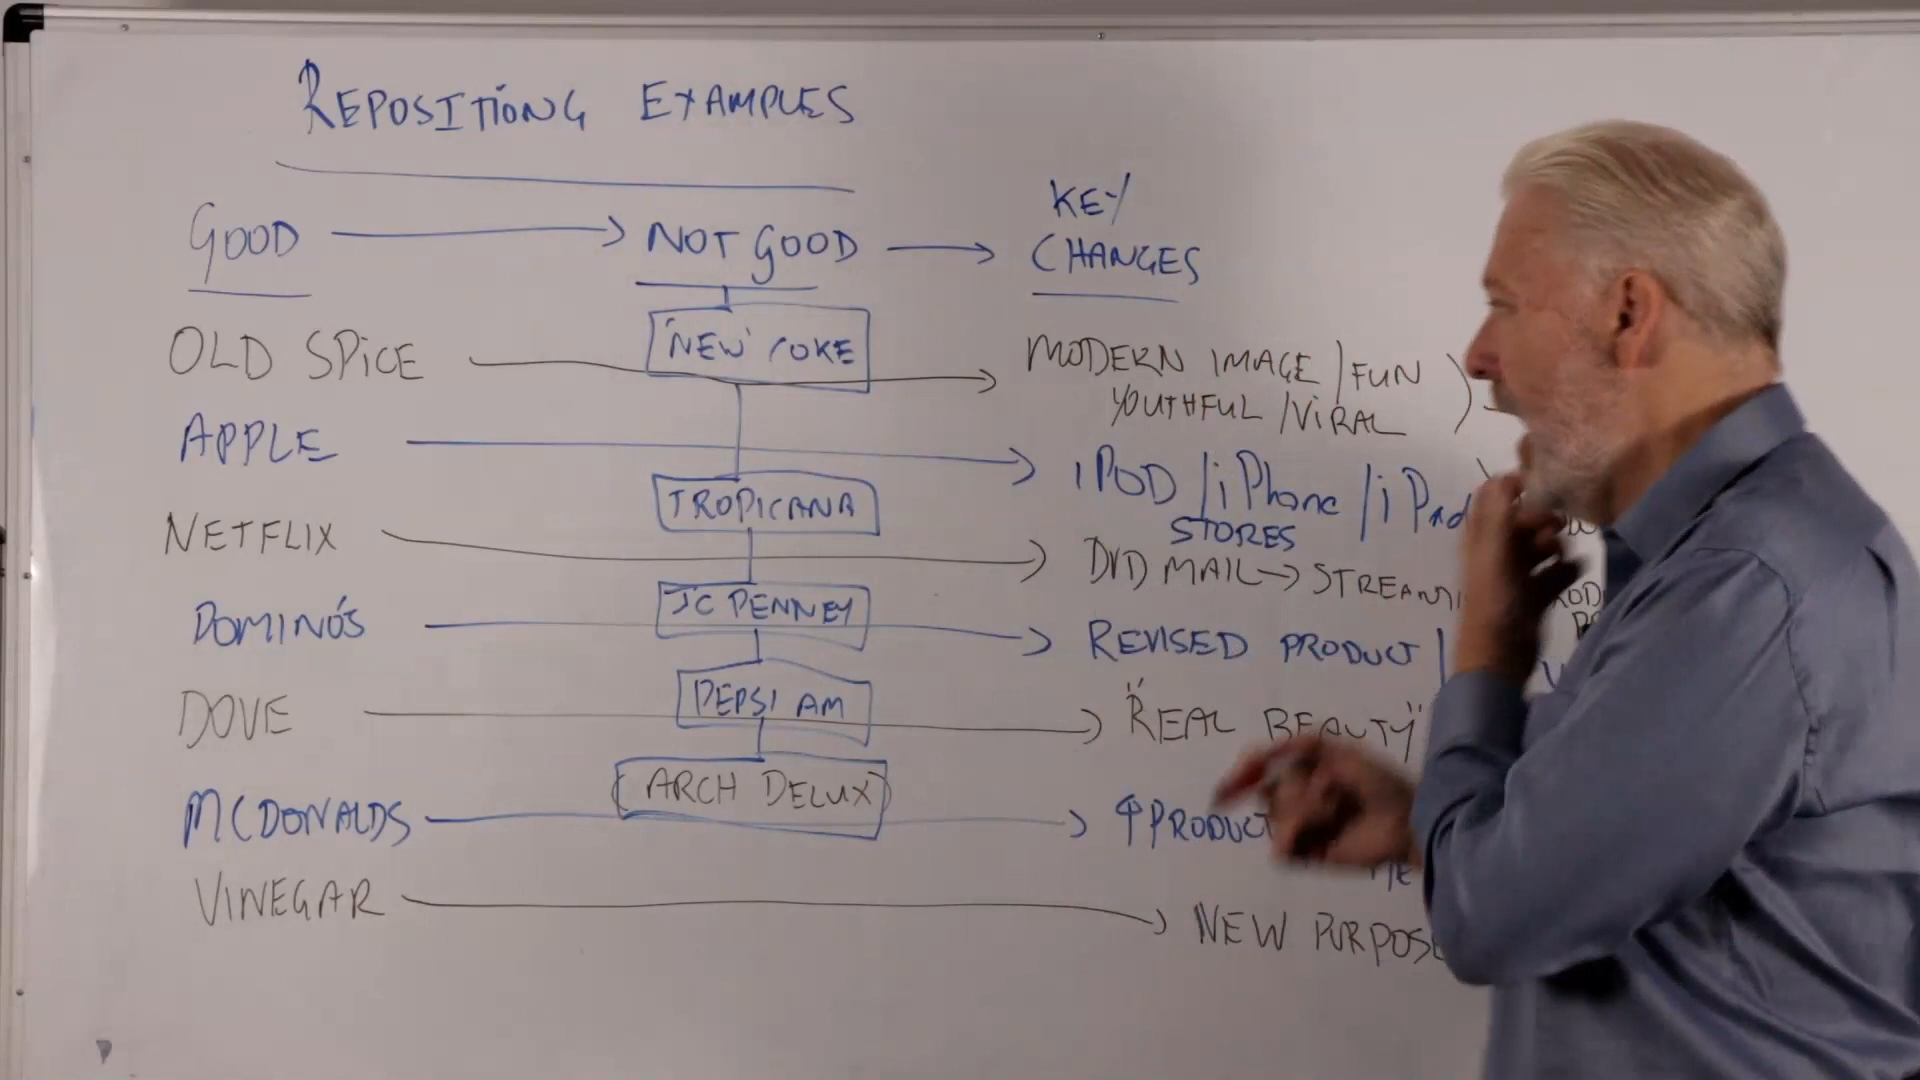 REPOSITIONG EXAMPLES
GOOD → NOT GOOD → KEY
CHANGES
"NEW" COKE
OLD SPICE → MODERN IMAGE / FUN
YOUTHFUL / VIRAL
APPLE → iPOD / iPhone / iPad
STORES
TROPICANA
NETFLIX → DVD MAIL →
DOMINO'S → REVISED PRODUCT /
JC PENNEY
DOVE → "REAL BEAUTY"
PEPSI AM
MCDONALDS → ↑ PRODUCT
(ARCH DELUX)
VINEGAR → NEW PURPOSE